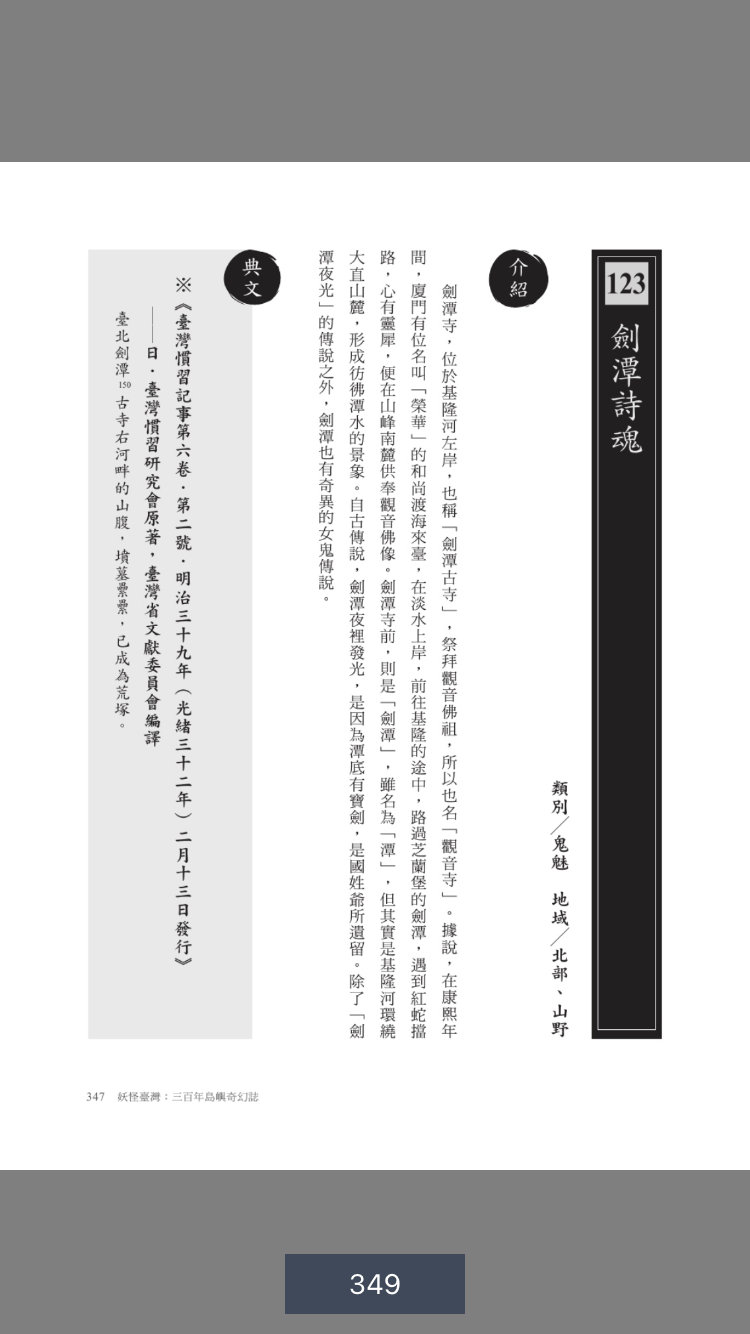 123
劍潭詩魂
類別／鬼魅　地域／北部、山野
介紹
劍潭寺，位於基隆河左岸，也稱「劍潭古寺」，祭拜觀音佛祖，所以也名「觀音寺」。據說，在康熙年
間，廈門有位名叫「榮華」的和尚渡海來臺，在淡水上岸，前往基隆的途中，路過芝蘭堡的劍潭，遇到紅蛇擋
路，心有靈犀，便在山峰南麓供奉觀音佛像。劍潭寺前，則是「劍潭」，雖名為「潭」，但其實是基隆河環繞
大直山麓，形成彷彿潭水的景象。自古傳說，劍潭夜裡發光，是因為潭底有寶劍，是國姓爺所遺留。除了「劍
潭夜光」的傳說之外，劍潭也有奇異的女鬼傳說。
典文
※《臺灣慣習記事第六卷．第二號．明治三十九年（光緒三十二年）二月十三日發行》
——日．臺灣慣習研究會原著，臺灣省文獻委員會編譯
臺北劍潭150古寺右河畔的山腹，墳墓纍纍，已成為荒塚。
347　妖怪臺灣：三百年島嶼奇幻誌
349